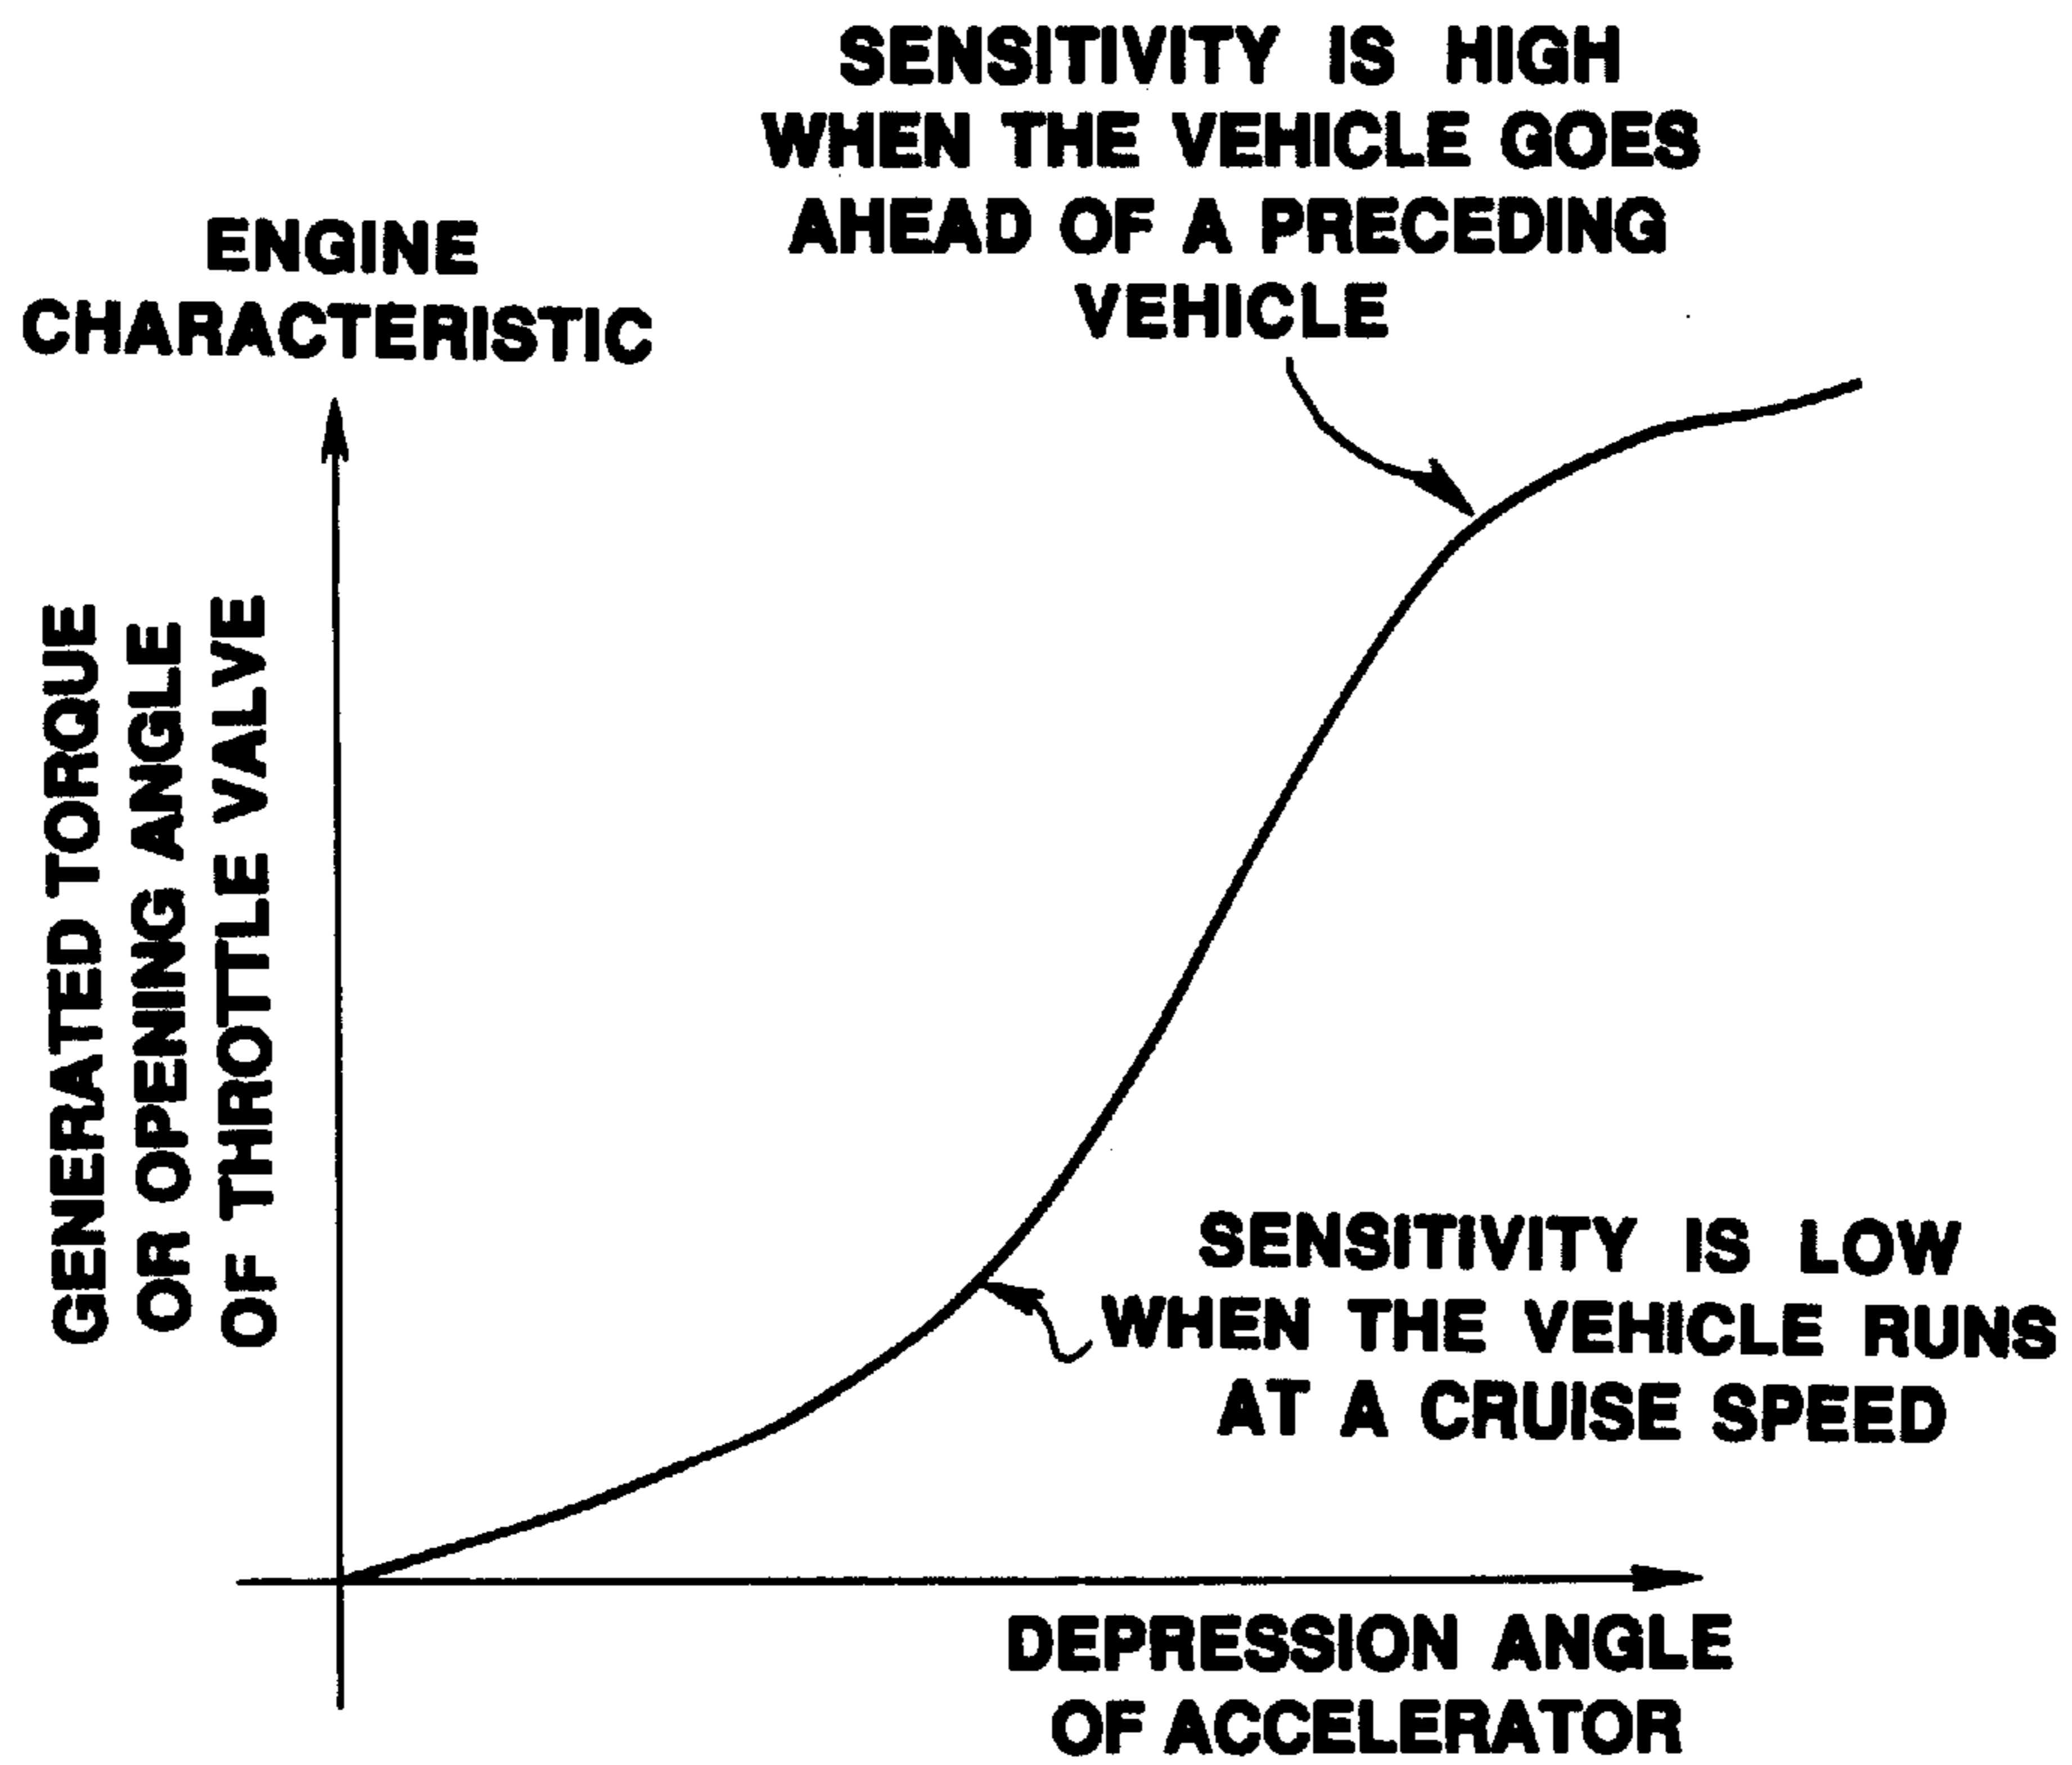 SENSITIVITY IS HIGH
WHEN THE VEHICLE GOES
AHEAD OF A PRECEDING
VEHICLE
ENGINE
CHARACTERISTIC
GENERATED TORQUE
OR OPENING ANGLE
OF THROTTLE VALVE
SENSITIVITY IS LOW
WHEN THE VEHICLE RUNS
AT A CRUISE SPEED
DEPRESSION ANGLE
OF ACCELERATOR